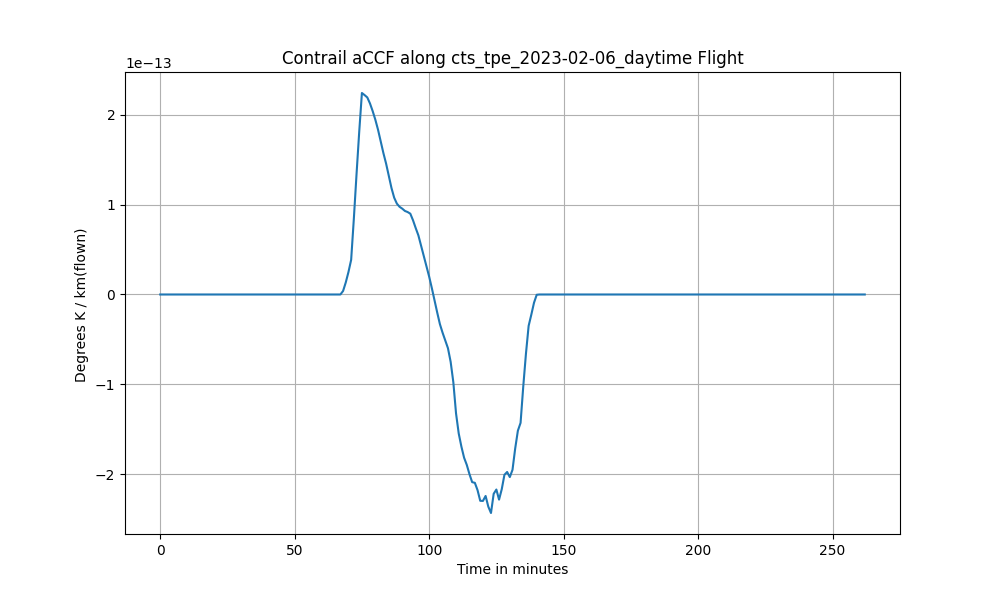 Contrail aCCF along cts_tpe_2023-02-06_daytime Flight
1e−13
2
1
0
−1
−2
Degrees K / km(flown)
0 50 100 150 200 250
Time in minutes